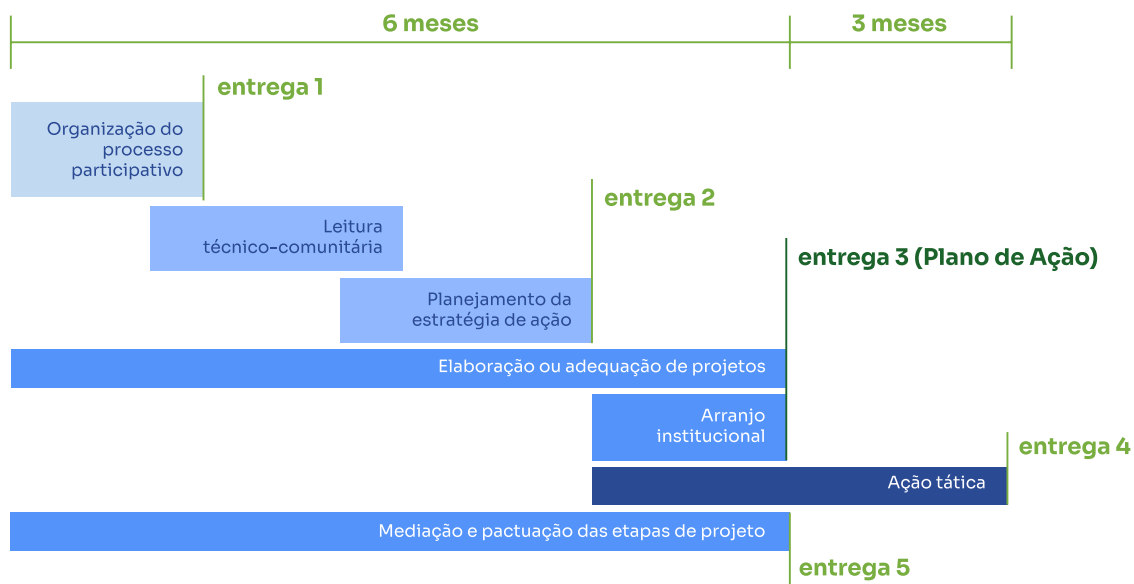 6 meses
3 meses
entrega 1
Organização do
processo
participativo
entrega 2
Leitura
técnico-comunitária
entrega 3 (Plano de Ação)
Planejamento da
estratégia de ação
Elaboração ou adequação de projetos
Arranjo
institucional
entrega 4
Ação tática
Mediação e pactuação das etapas de projeto
entrega 5